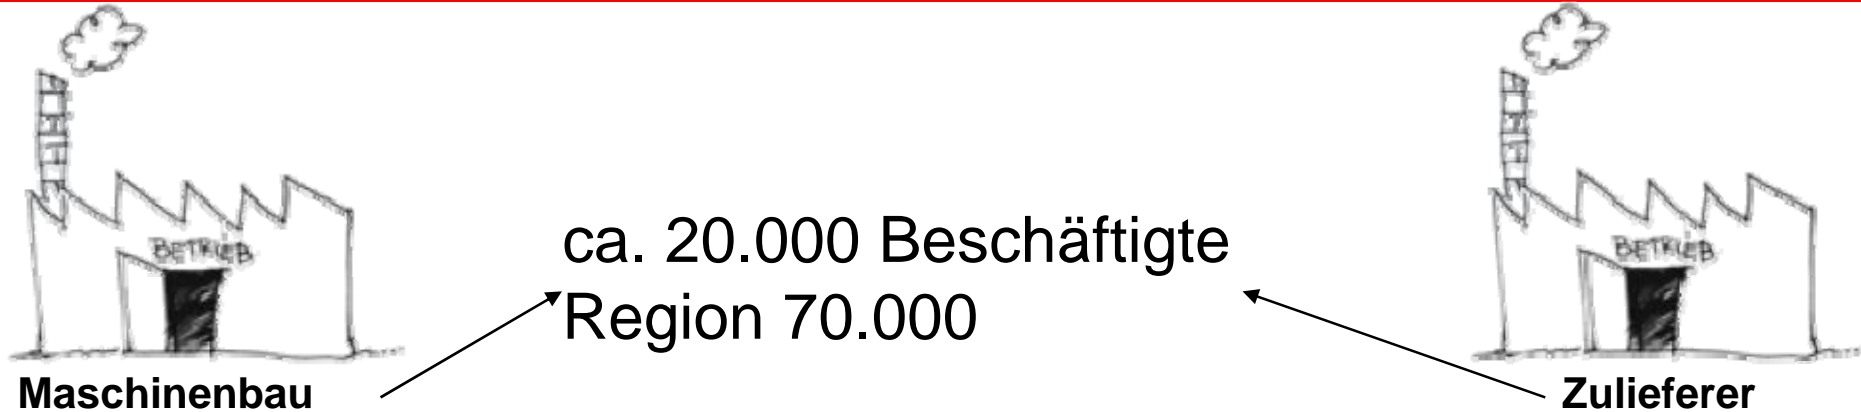 BETRIEB
BETRIEB
ca. 20.000 Beschäftigte
Region 70.000
Maschinenbau
Zulieferer